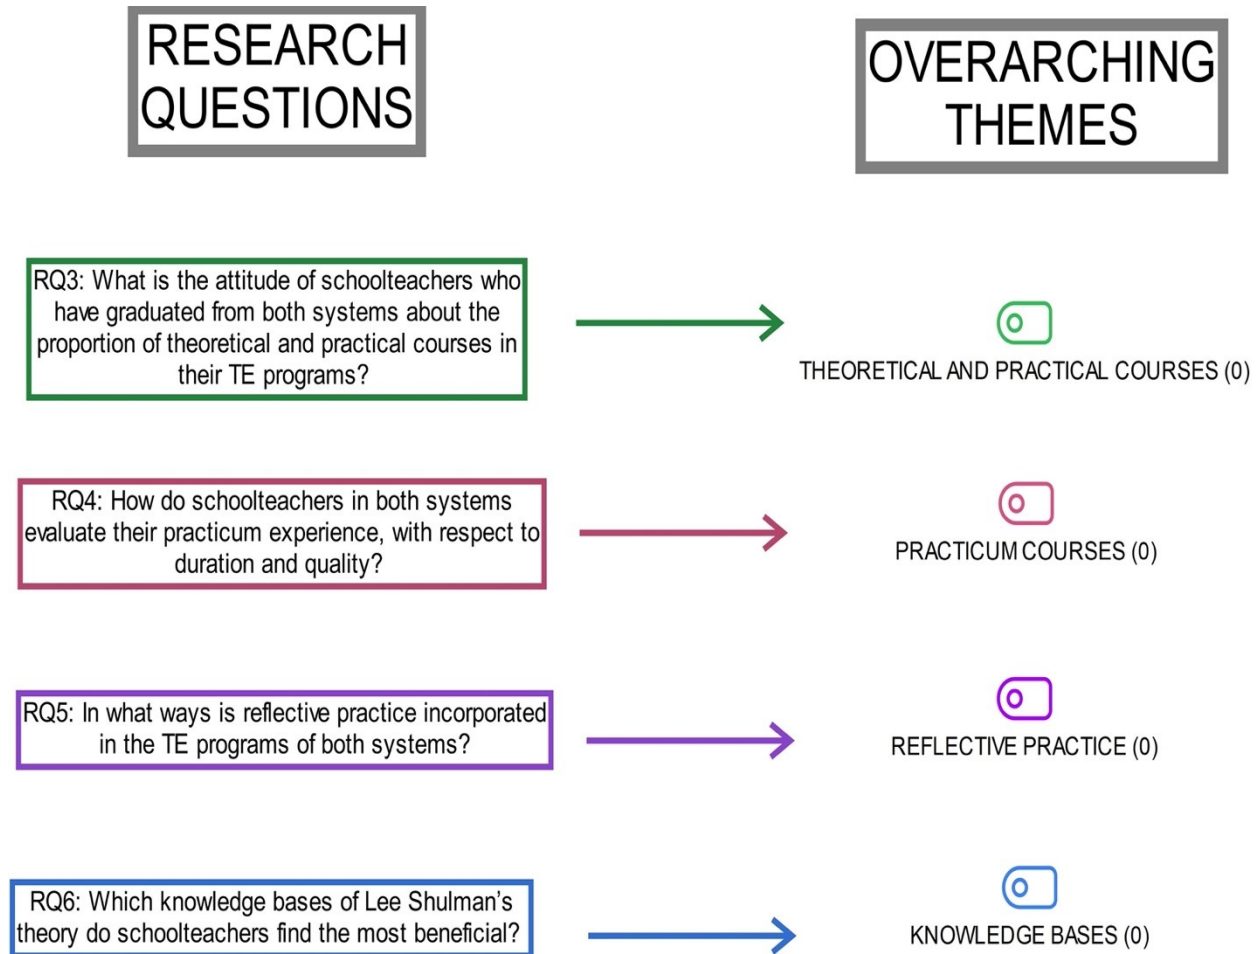 RESEARCH
QUESTIONS
OVERARCHING
THEMES
RQ3: What is the attitude of schoolteachers who
have graduated from both systems about the
proportion of theoretical and practical courses in
their TE programs?
THEORETICAL AND PRACTICAL COURSES (0)
RQ4: How do schoolteachers in both systems
evaluate their practicum experience, with respect to
duration and quality?
PRACTICUM COURSES (0)
RQ5: In what ways is reflective practice incorporated
in the TE programs of both systems?
REFLECTIVE PRACTICE (0)
RQ6: Which knowledge bases of Lee Shulman's
theory do schoolteachers find the most beneficial?
KNOWLEDGE BASES (0)